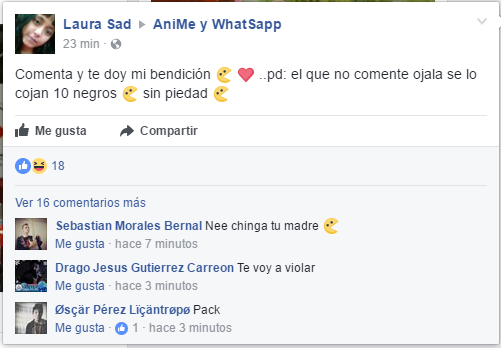 Laura Sad ▶ AniMe y WhatSapp
23 min ·
Comenta y te doy mi bendición ..pd: el que no comente ojala se lo
cojan 10 negros sin piedad
Me gusta Compartir
18
Ver 16 comentarios más
Sebastian Morales Bernal Nee chinga tu madre
Me gusta · hace 7 minutos
Drago Jesus Gutierrez Carreon Te voy a violar
Me gusta · hace 3 minutos
Øsçär Pérez Lïçäntrøpø Pack
Me gusta · 1 · hace 3 minutos